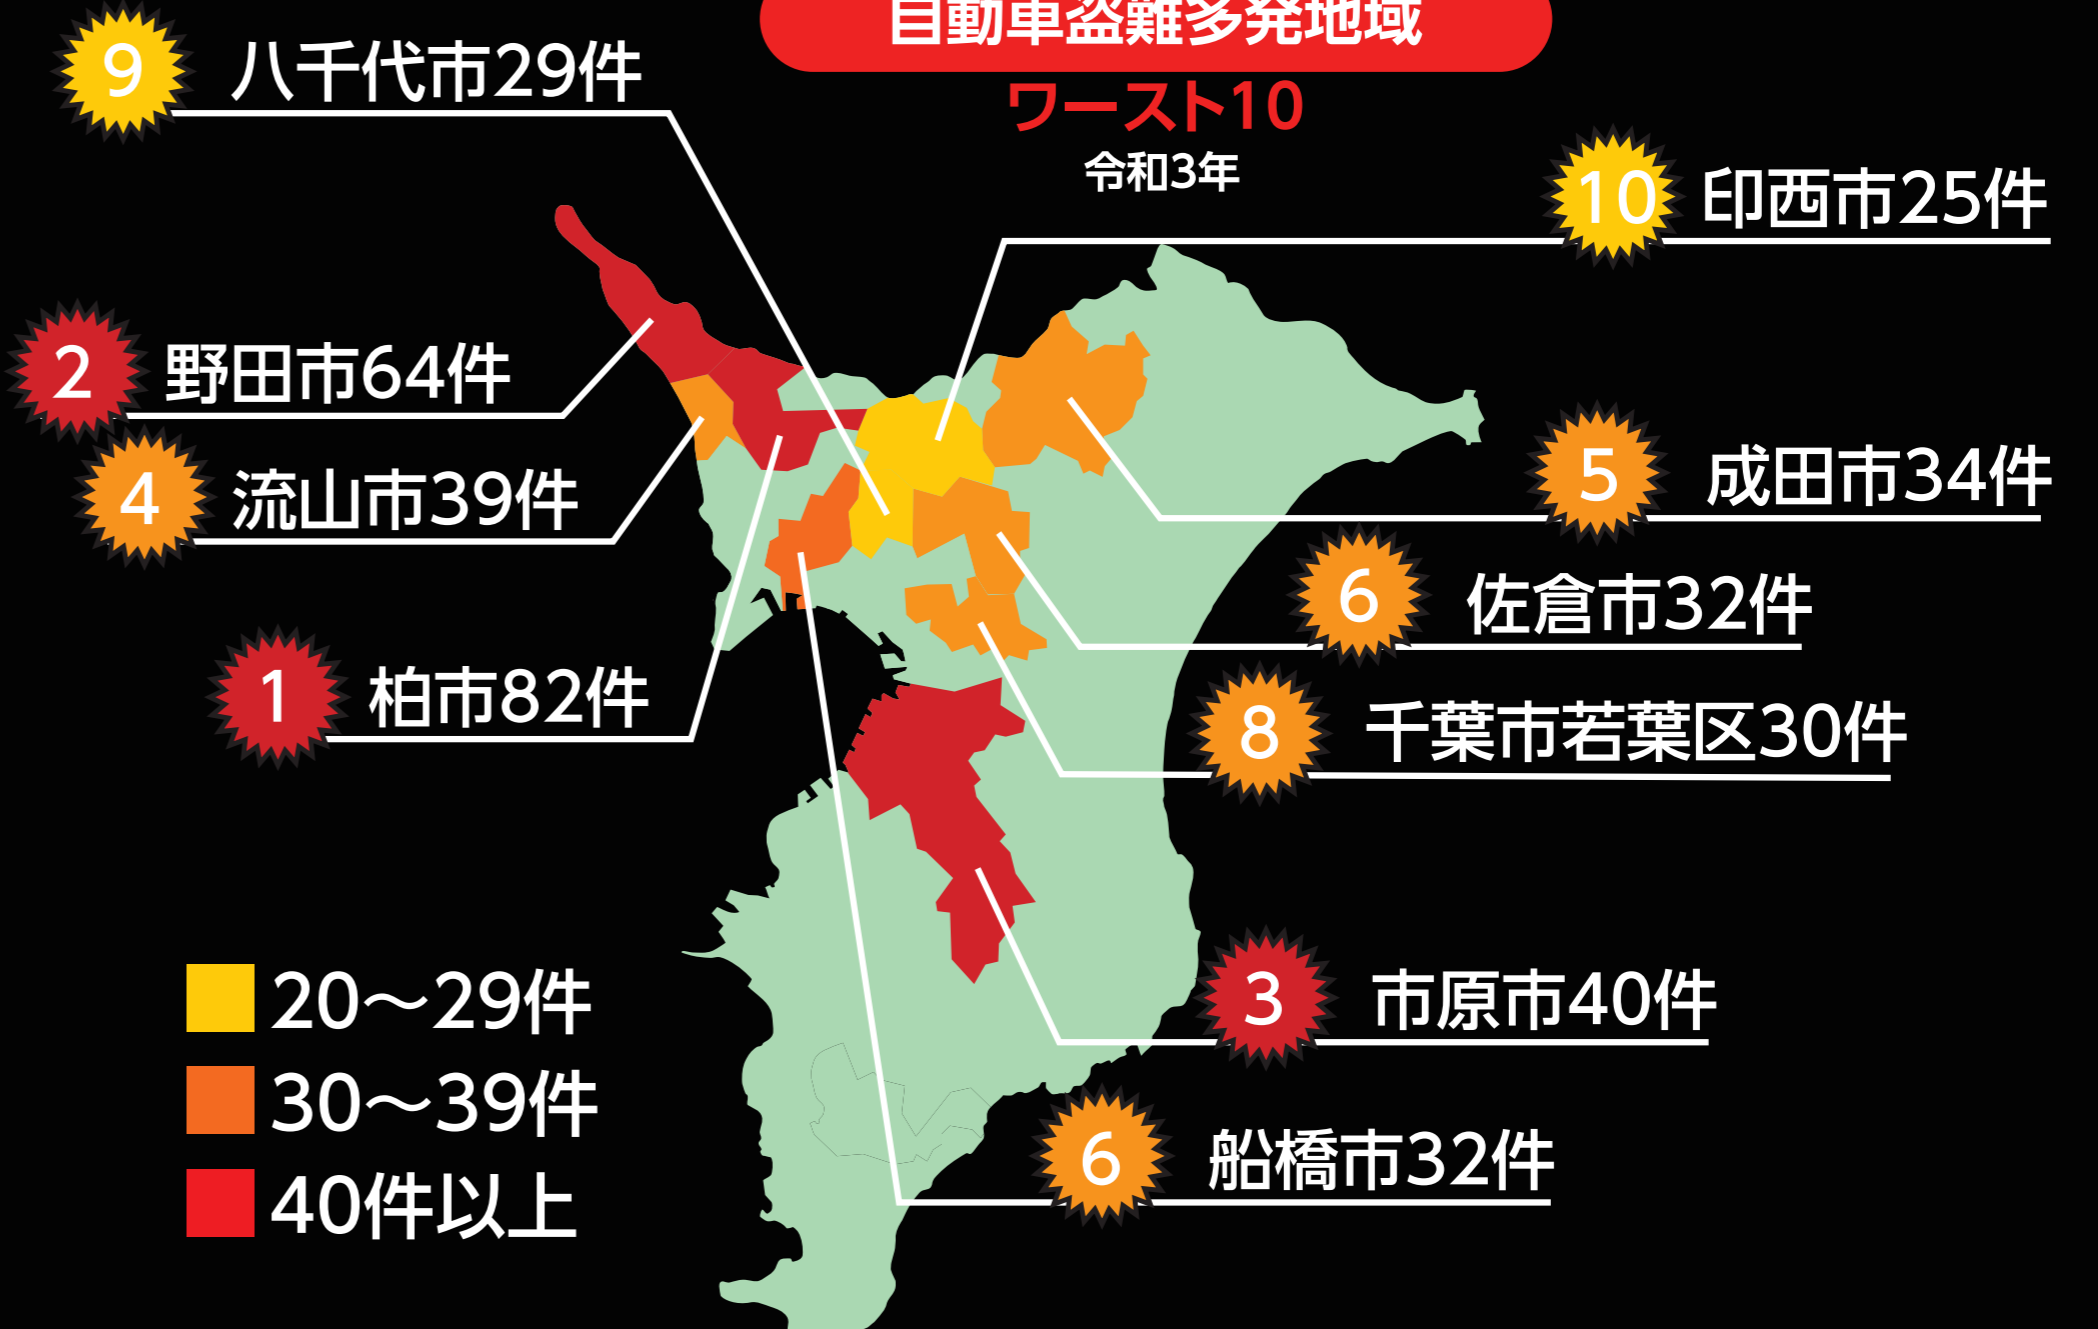 自動車盗難多発地域
ワースト10
令和3年
9 八千代市29件
10 印西市25件
2 野田市64件
4 流山市39件
5 成田市34件
6 佐倉市32件
1 柏市82件
8 千葉市若葉区30件
3 市原市40件
6 船橋市32件
20～29件
30～39件
40件以上